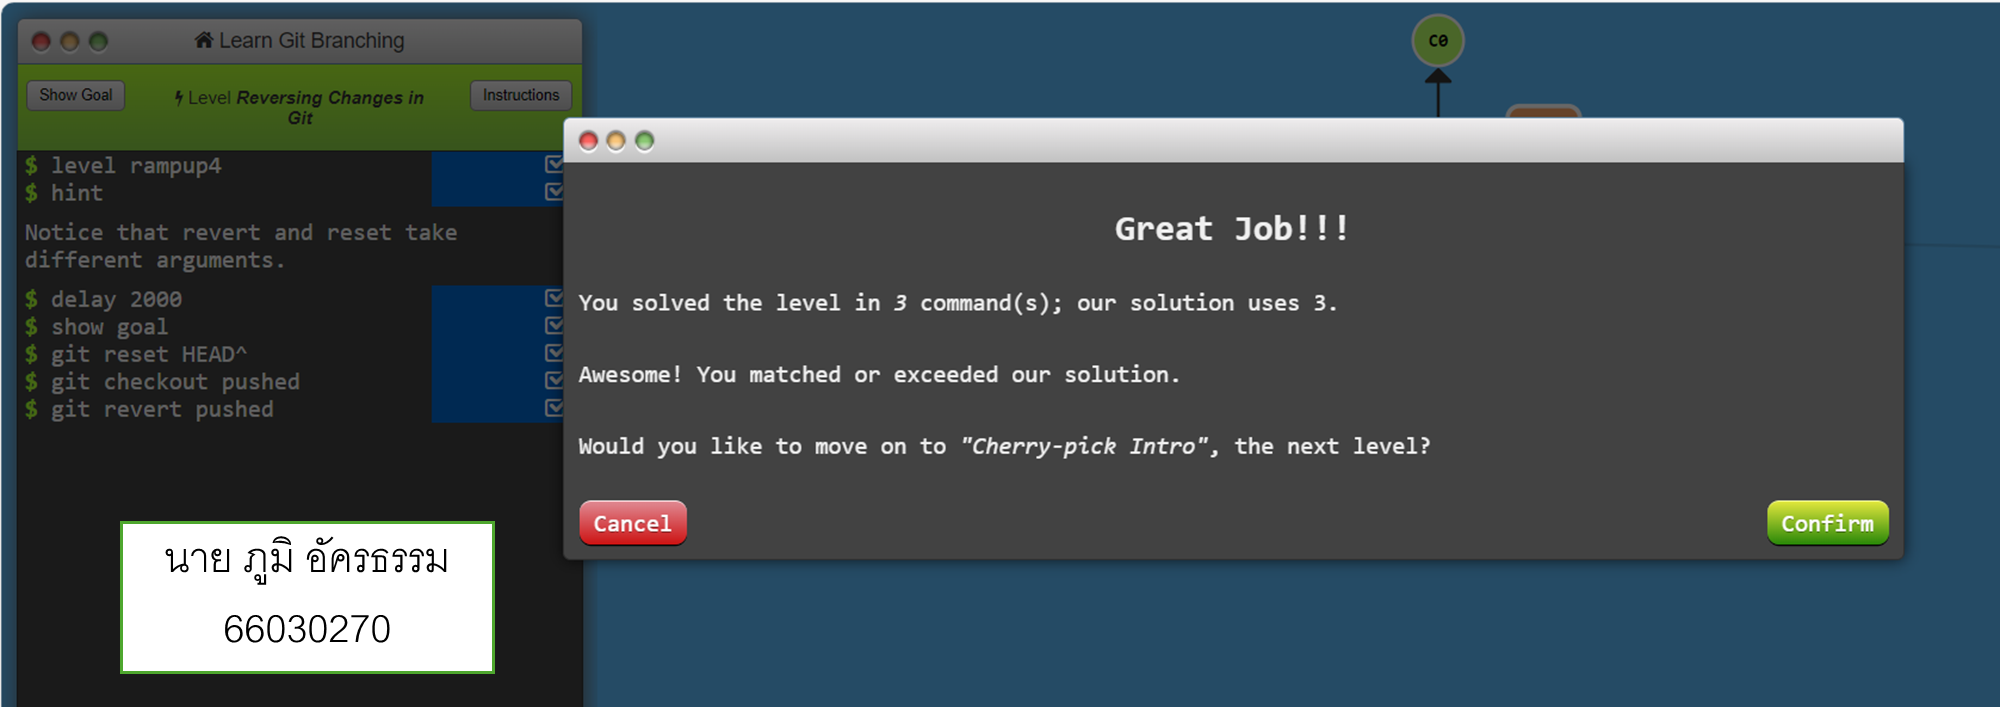 Learn Git Branching
Show Goal
Level Reversing Changes in
Git
Instructions
$ level rampup4
$ hint
Notice that revert and reset take
different arguments.
$ delay 2000
$ show goal
$ git reset HEAD^
$ git checkout pushed
$ git revert pushed
นาย ภูมิ อัครธรรม
66030270
C0
Great Job!!!
You solved the level in 3 command(s); our solution uses 3.
Awesome! You matched or exceeded our solution.
Would you like to move on to "Cherry-pick Intro", the next level?
Cancel
Confirm